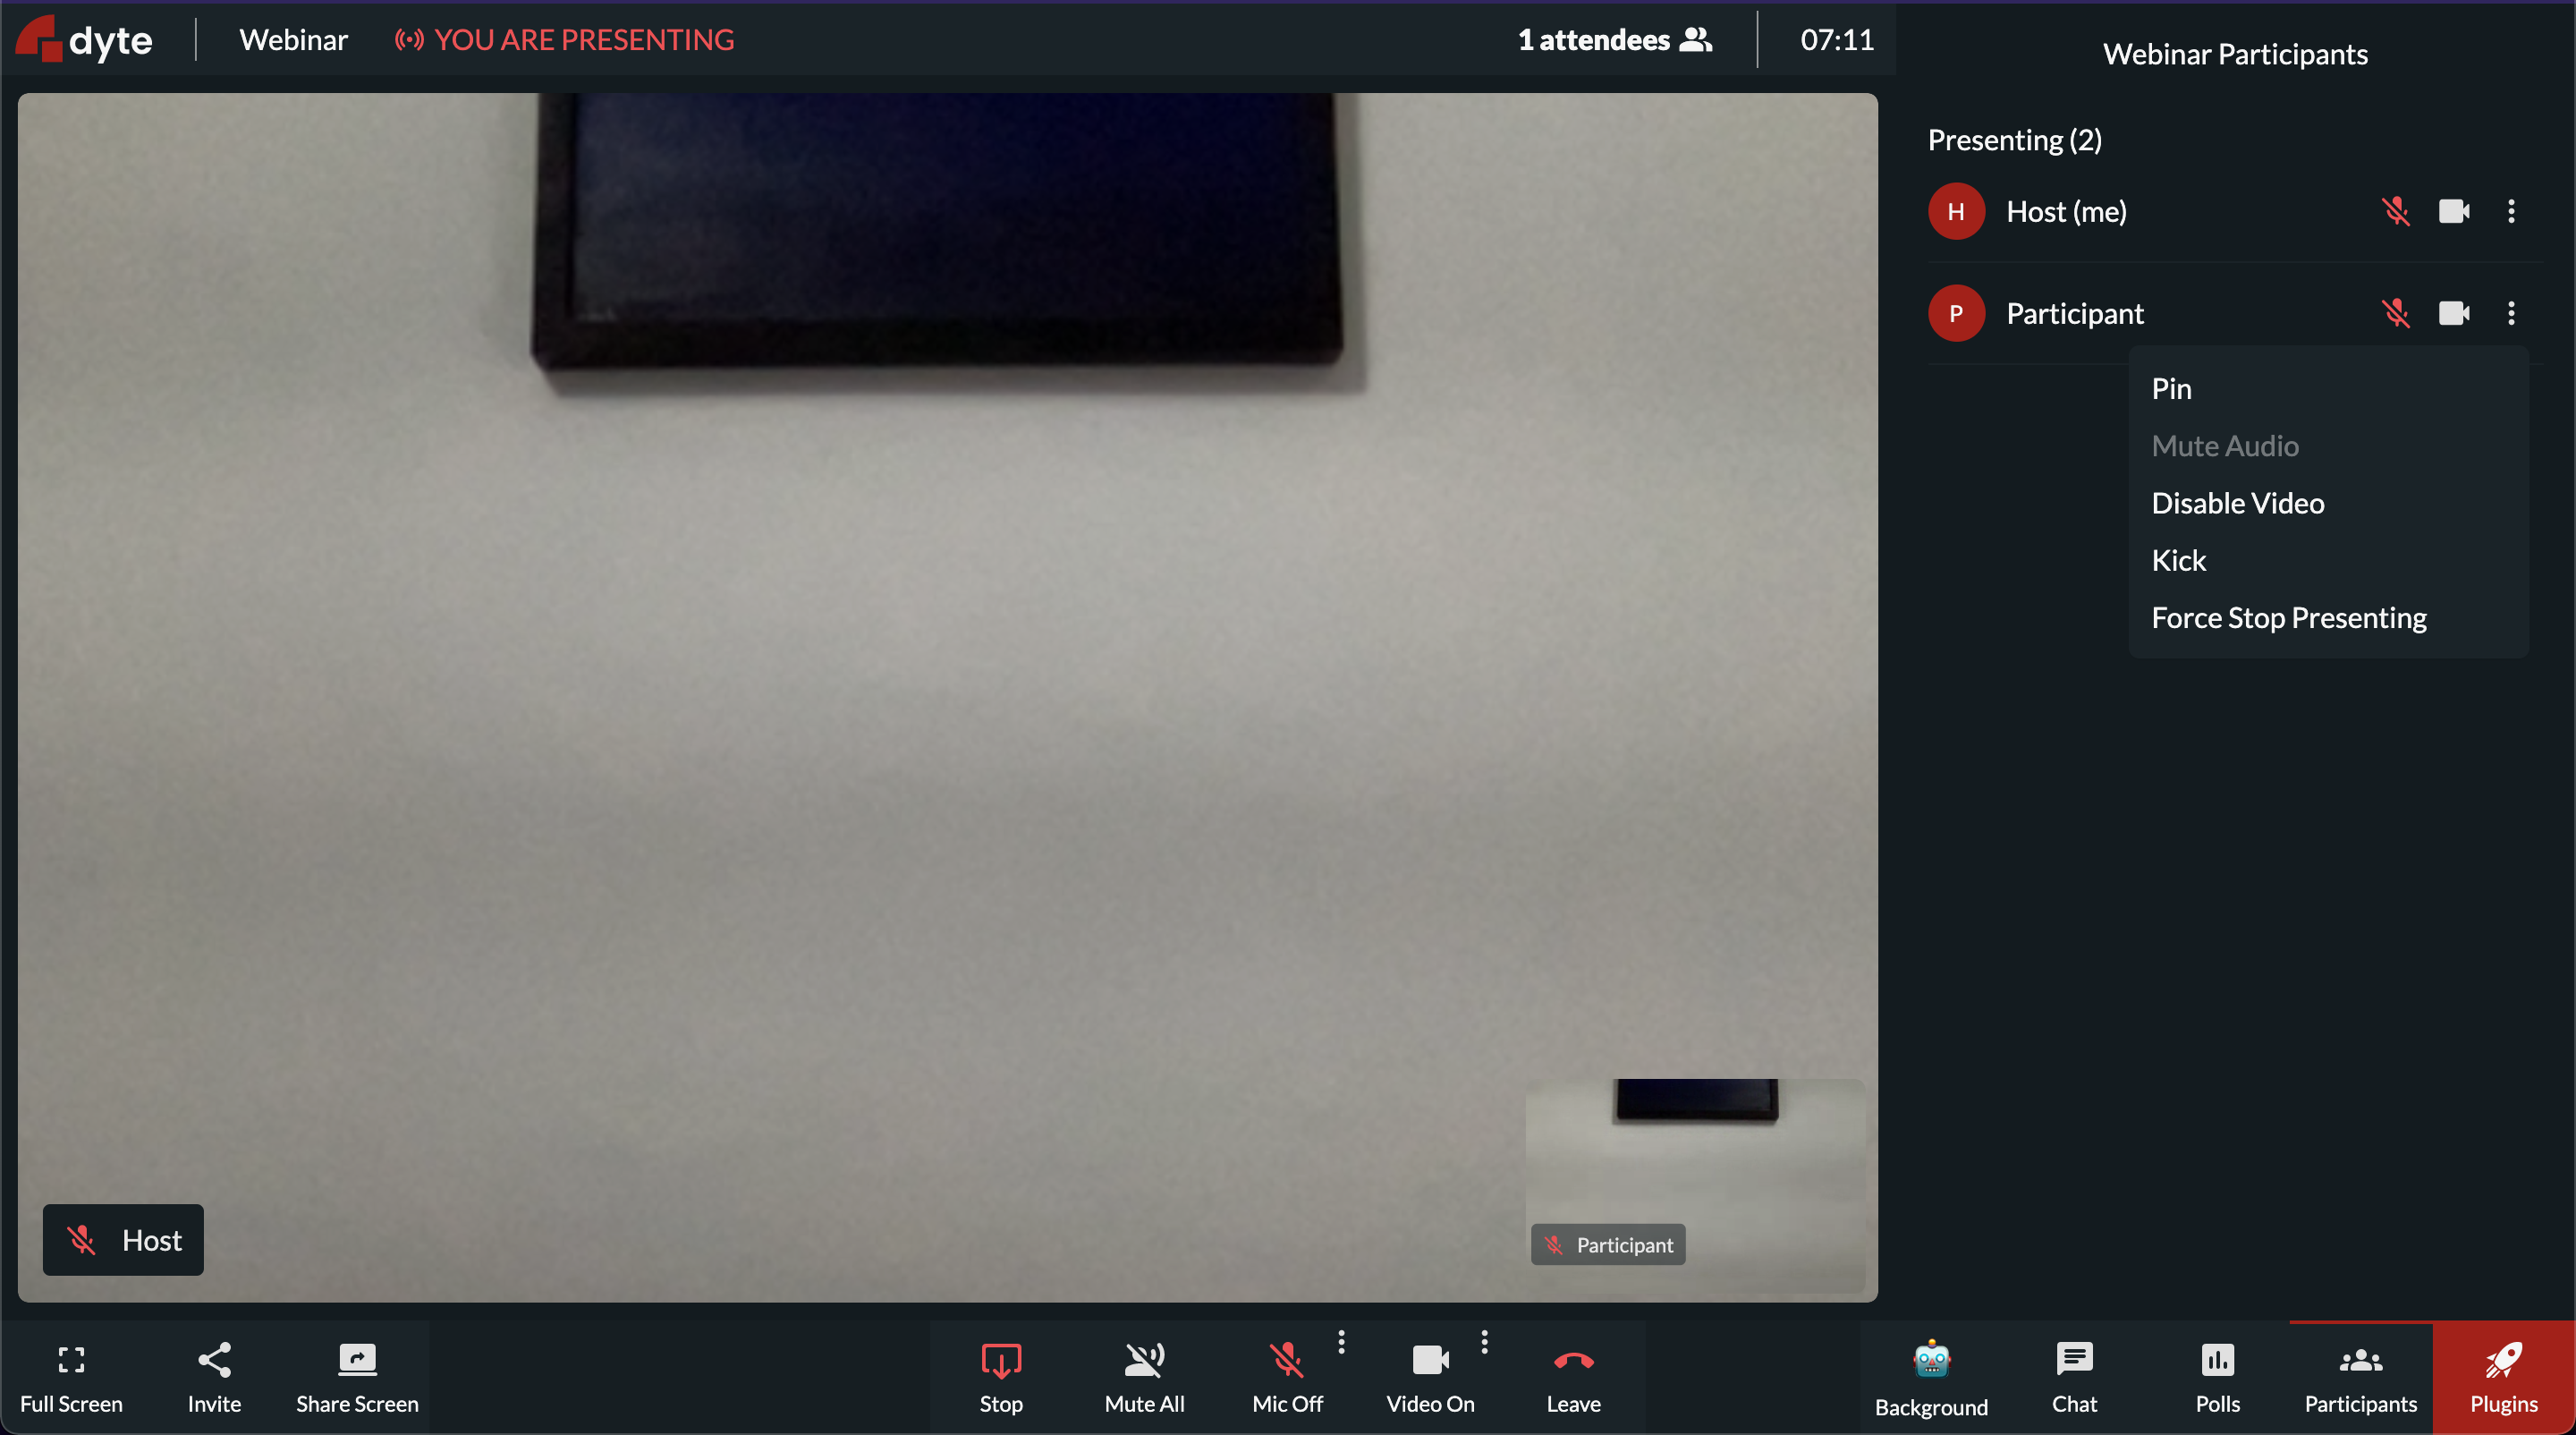 dyte
Webinar
YOU ARE PRESENTING
1 attendees
07:11
Webinar Participants
Presenting (2)
H
Host (me)
P
Participant
Pin
Mute Audio
Disable Video
Kick
Force Stop Presenting
Host
Participant
Full Screen
Invite
Share Screen
Stop
Mute All
Mic Off
Video On
Leave
Background
Chat
Polls
Participants
Plugins